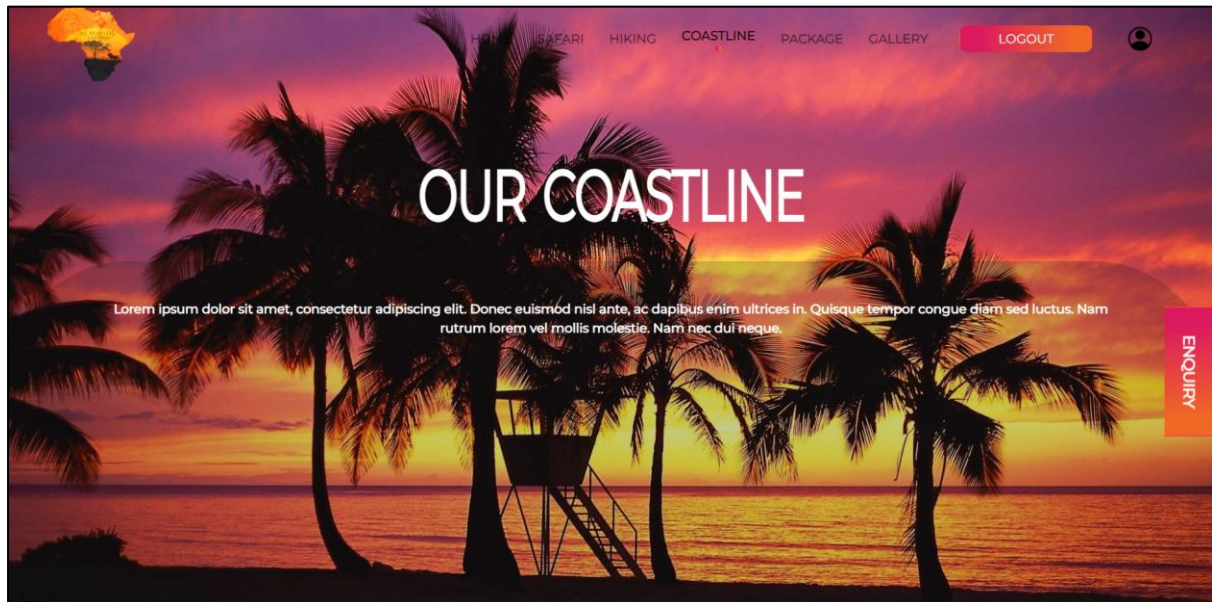 HOME SAFARI HIKING COASTLINE PACKAGE GALLERY LOGOUT
OUR COASTLINE
Lorem ipsum dolor sit amet, consectetur adipiscing elit. Donec euismod nisl ante, ac dapibus enim ultrices in. Quisque tempor congue diam sed luctus. Nam
rutrum lorem vel mollis molestie. Nam nec dui neque.
ENQUIRY